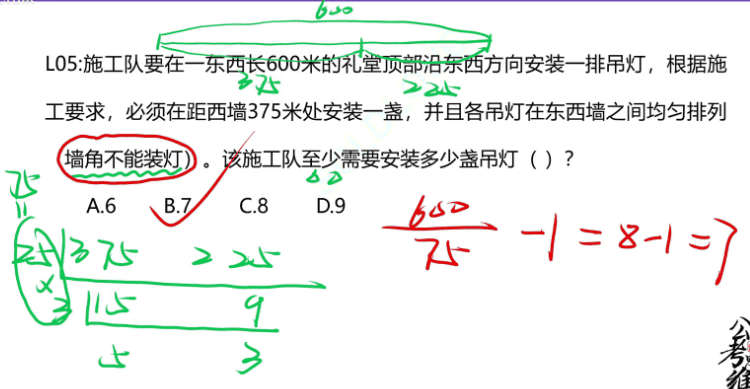 600
L05:施工队要在一东西长600米的礼堂顶部沿东西方向安装一排吊灯，根据施
375 225
工要求，必须在距西墙375米处安装一盏，并且各吊灯在东西墙之间均匀排列
（墙角不能装灯）。该施工队至少需要安装多少盏吊灯（ ）？
A.6 B.7 C.8 D.9
75
=
25 375 225
×
3 15 9
5 3
600/75 -1=8-1=7
公考